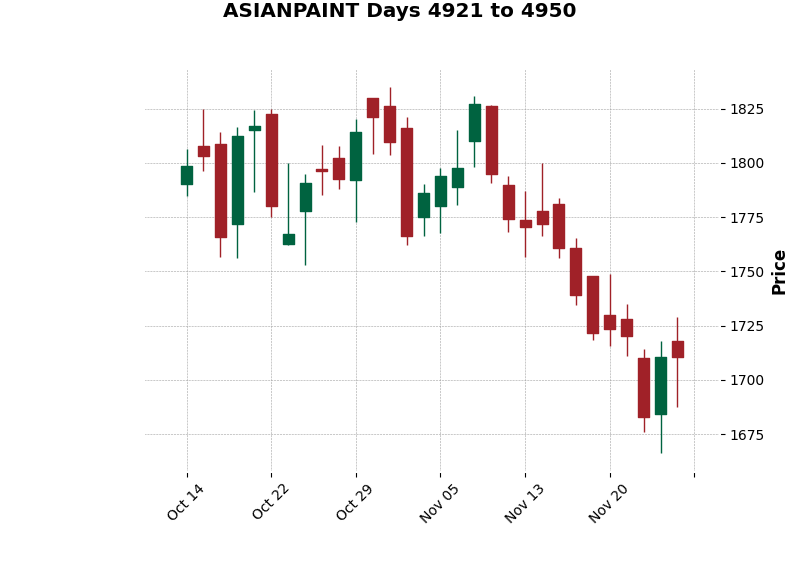 ASIANPAINT Days 4921 to 4950
1825
1800
1775
1750
1725
1700
1675
Price
Oct 14
Oct 22
Oct 29
Nov 05
Nov 13
Nov 20